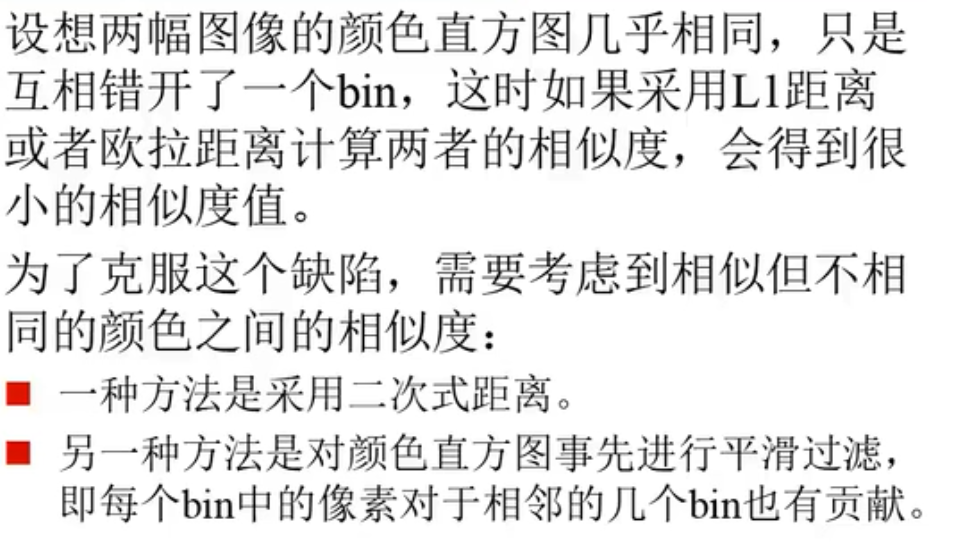 设想两幅图像的颜色直方图几乎相同，只是
互相错开了一个bin，这时如果采用L1距离
或者欧拉距离计算两者的相似度，会得到很
小的相似度值。
为了克服这个缺陷，需要考虑到相似但不相
同的颜色之间的相似度：
■ 一种方法是采用二次式距离。
■ 另一种方法是对颜色直方图事先进行平滑过滤，
即每个bin中的像素对于相邻的几个bin也有贡献。